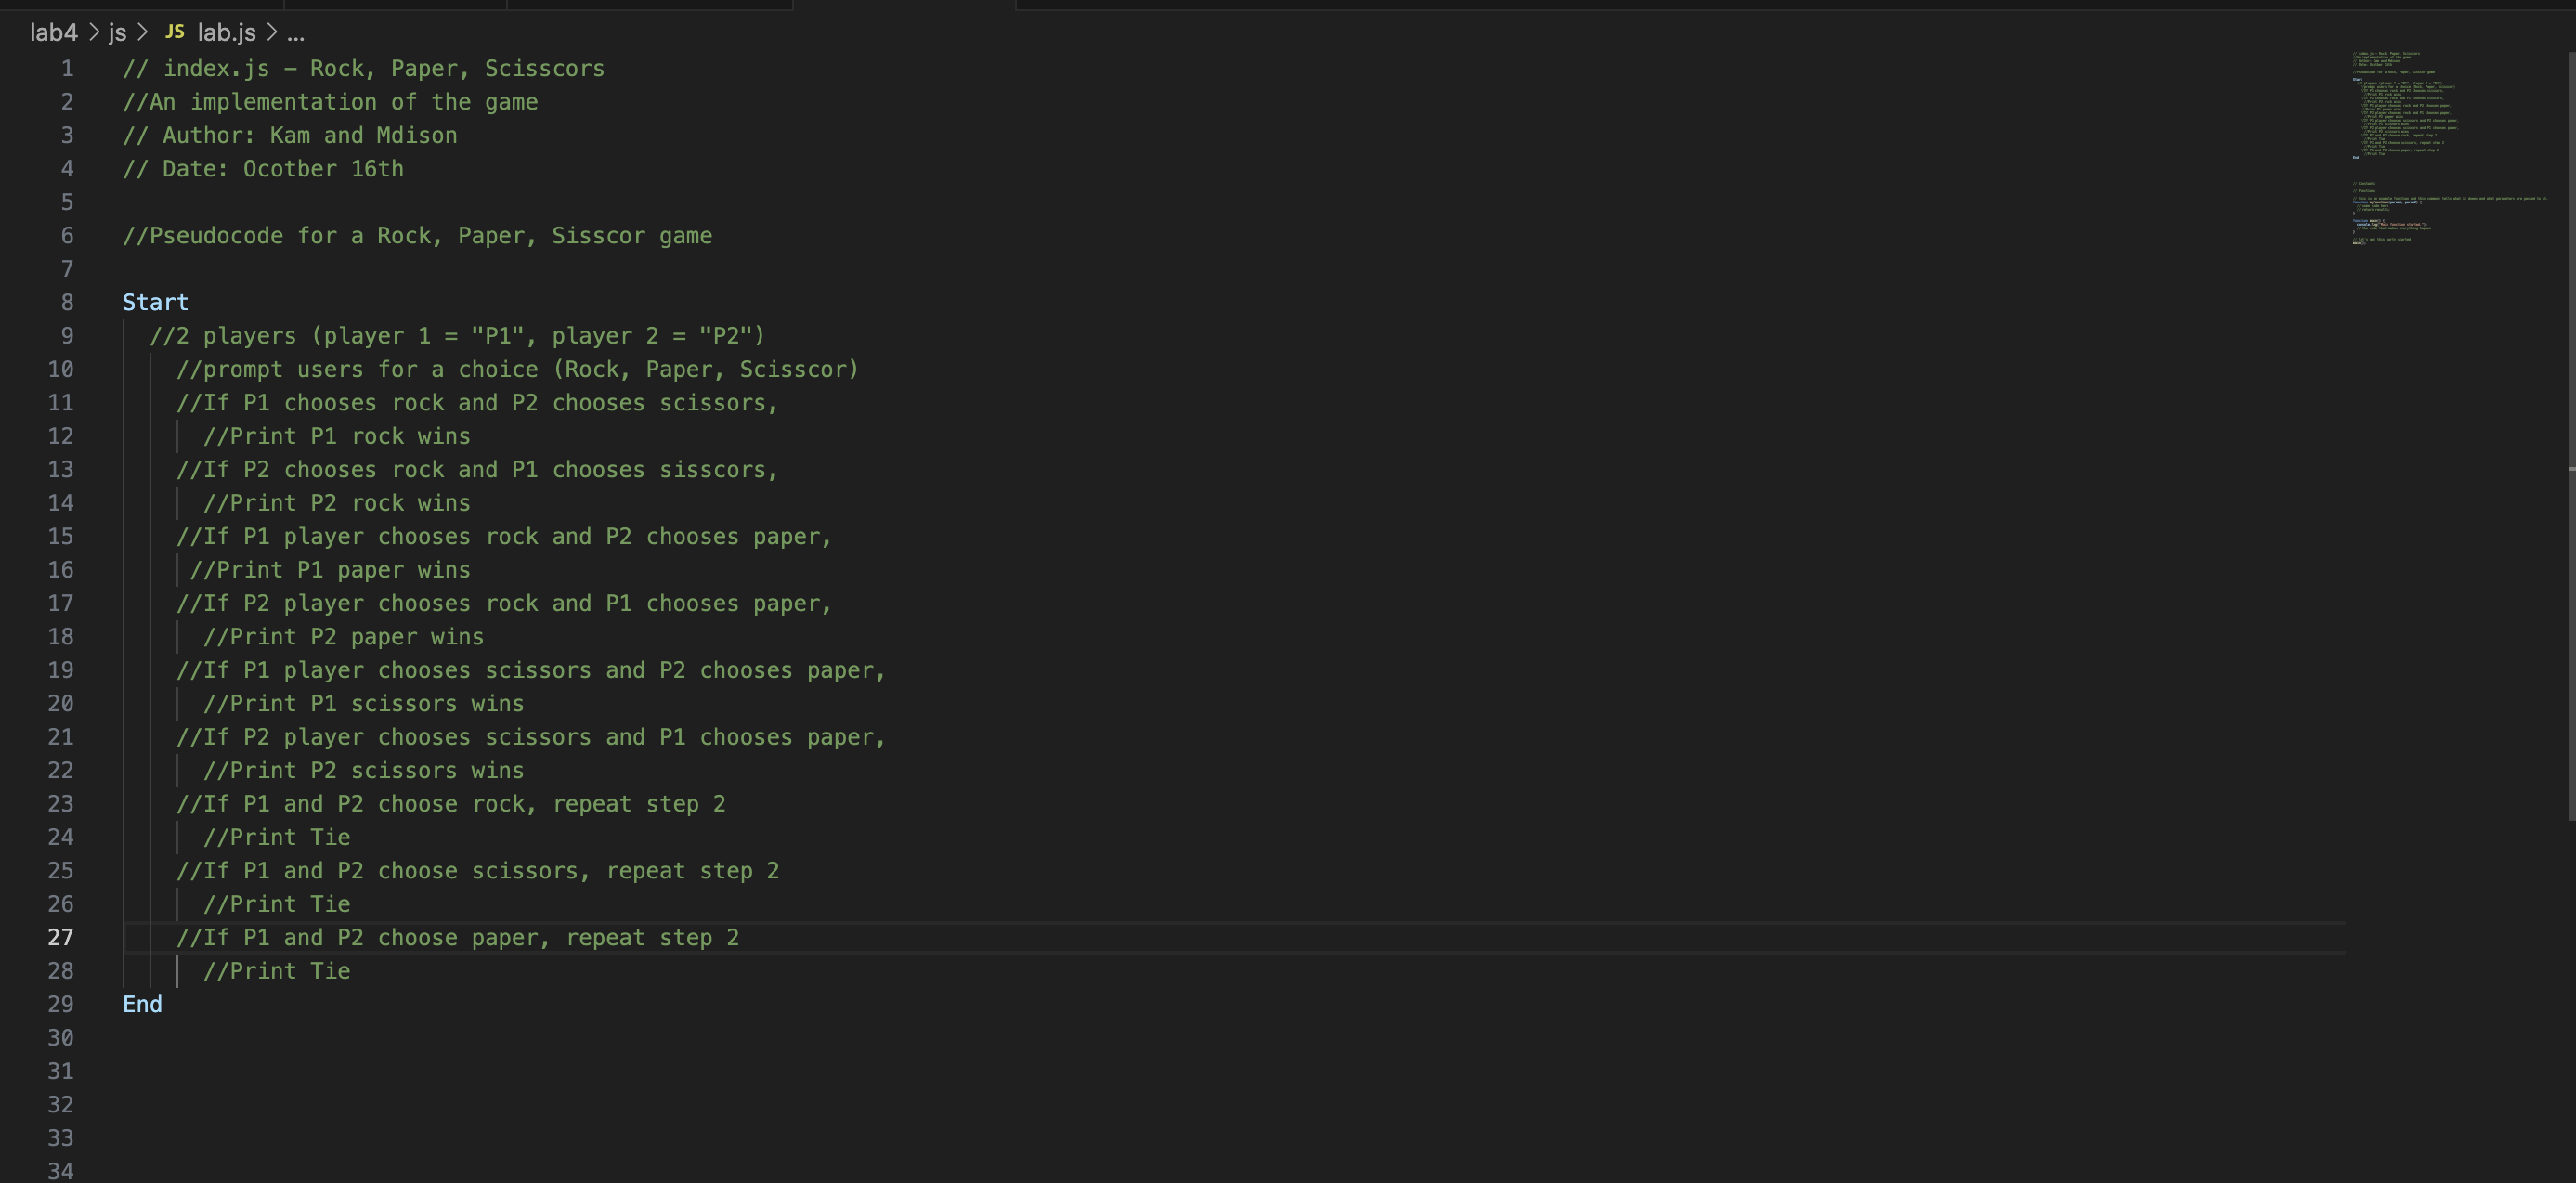 lab4 > js > JS lab.js > ...
1 // index.js – Rock, Paper, Scisscors
2 //An implementation of the game
3 // Author: Kam and Mdison
4 // Date: Ocotber 16th
5
6 //Pseudocode for a Rock, Paper, Sisscor game
7
8 Start
9 //2 players (player 1 = "P1", player 2 = "P2")
10 //prompt users for a choice (Rock, Paper, Scisscor)
11 //If P1 chooses rock and P2 chooses scissors,
12 //Print P1 rock wins
13 //If P2 chooses rock and P1 chooses sisscors,
14 //Print P2 rock wins
15 //If P1 player chooses rock and P2 chooses paper,
16 //Print P1 paper wins
17 //If P2 player chooses rock and P1 chooses paper,
18 //Print P2 paper wins
19 //If P1 player chooses scissors and P2 chooses paper,
20 //Print P1 scissors wins
21 //If P2 player chooses scissors and P1 chooses paper,
22 //Print P2 scissors wins
23 //If P1 and P2 choose rock, repeat step 2
24 //Print Tie
25 //If P1 and P2 choose scissors, repeat step 2
26 //Print Tie
27 //If P1 and P2 choose paper, repeat step 2
28 //Print Tie
29 End
30
31
32
33
34